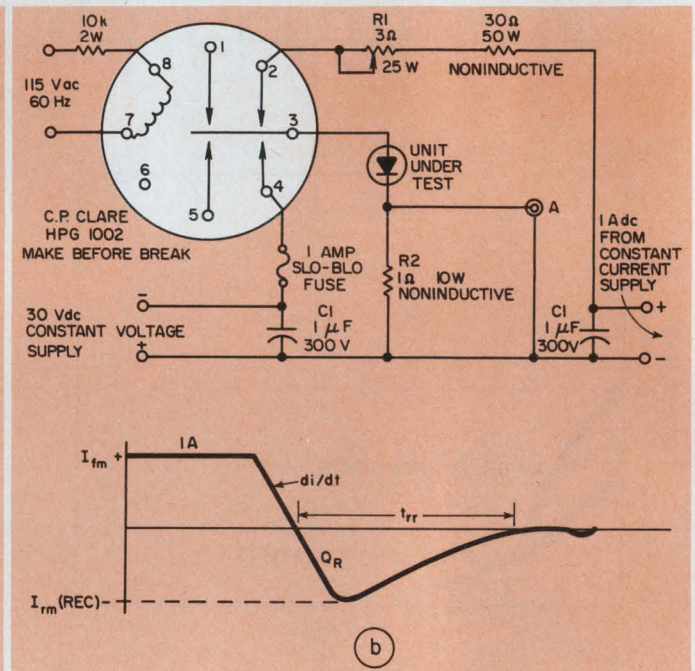 10k
2W
8
1
2
R1
3Ω
25 W
30Ω
50 W
NONINDUCTIVE
115 Vac
60 Hz
7
3
6
5
4
UNIT
UNDER
TEST
A
C.P. CLARE
HPG 1002
MAKE BEFORE BREAK
1 AMP
SLO-BLO
FUSE
R2
1Ω 10W
NONINDUCTIVE
1 Adc
FROM
CONSTANT
CURRENT
SUPPLY
30 Vdc
CONSTANT VOLTAGE
SUPPLY
−
+
C1
1 μF
300 V
C1
1 μF
300V
+
−
Ifm +
1A
di/dt
trr
QR
Irm(REC)-
b